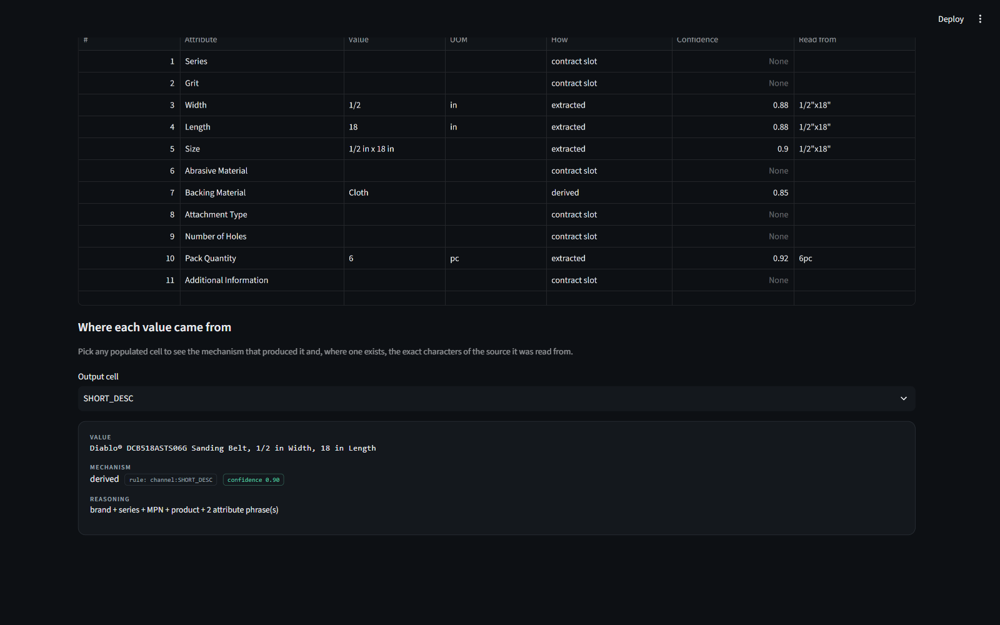 Deploy
# Attribute Value UOM How Confidence Read from
1 Series contract slot None
2 Grit contract slot None
3 Width 1/2 in extracted 0.88 1/2"x18"
4 Length 18 in extracted 0.88 1/2"x18"
5 Size 1/2 in x 18 in extracted 0.9 1/2"x18"
6 Abrasive Material contract slot None
7 Backing Material Cloth derived 0.85
8 Attachment Type contract slot None
9 Number of Holes contract slot None
10 Pack Quantity 6 pc extracted 0.92 6pc
11 Additional Information contract slot None
Where each value came from
Pick any populated cell to see the mechanism that produced it and, where one exists, the exact characters of the source it was read from.
Output cell
SHORT_DESC
VALUE
Diablo® DCB518ASTS06G Sanding Belt, 1/2 in Width, 18 in Length
MECHANISM
derived rule: channel:SHORT_DESC confidence 0.90
REASONING
brand + series + MPN + product + 2 attribute phrase(s)